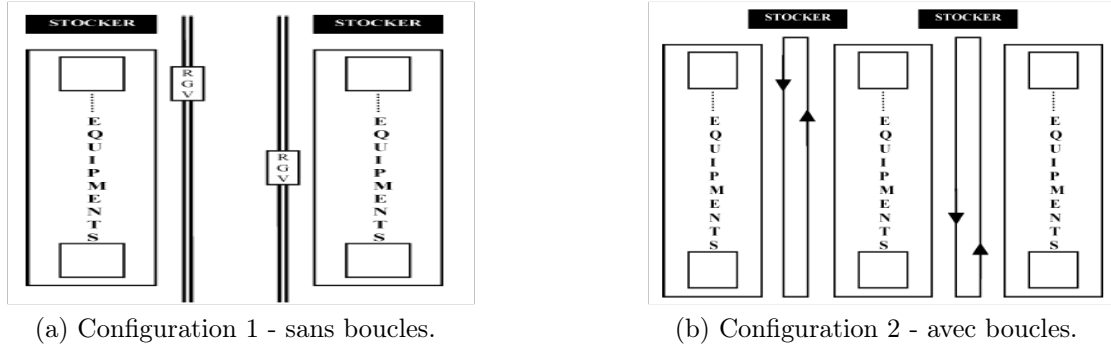 STOCKER
STOCKER
RGV
RGV
EQUIPMENTS
EQUIPMENTS
(a) Configuration 1 - sans boucles.
STOCKER
STOCKER
EQUIPMENTS
EQUIPMENTS
EQUIPMENTS
(b) Configuration 2 - avec boucles.